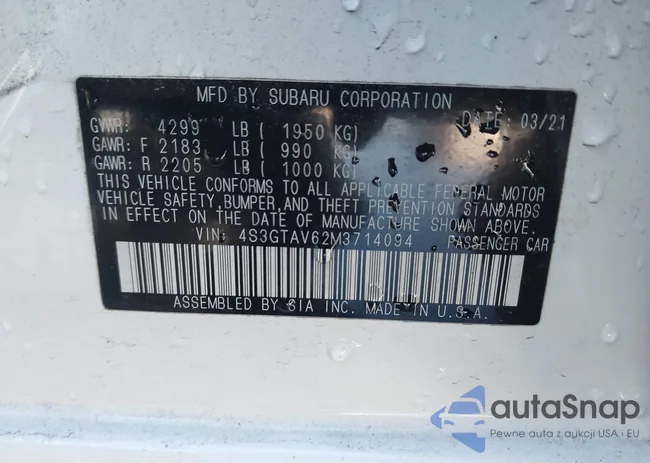 MFD BY SUBARU CORPORATION
DATE: 03/21
GVWR: 4299 LB ( 1950 KG)
GAWR: F 2183 LB ( 990 KG)
GAWR: R 2205 LB ( 1000 KG)
THIS VEHICLE CONFORMS TO ALL APPLICABLE FEDERAL MOTOR
VEHICLE SAFETY, BUMPER, AND THEFT PREVENTION STANDARDS
IN EFFECT ON THE DATE OF MANUFACTURE SHOWN ABOVE.
VIN: 4S3GTAV62M3714094 PASSENGER CAR
ASSEMBLED BY SIA INC. MADE IN U.S.A.
autaSnap
Pewne auta z aukcji USA i EU